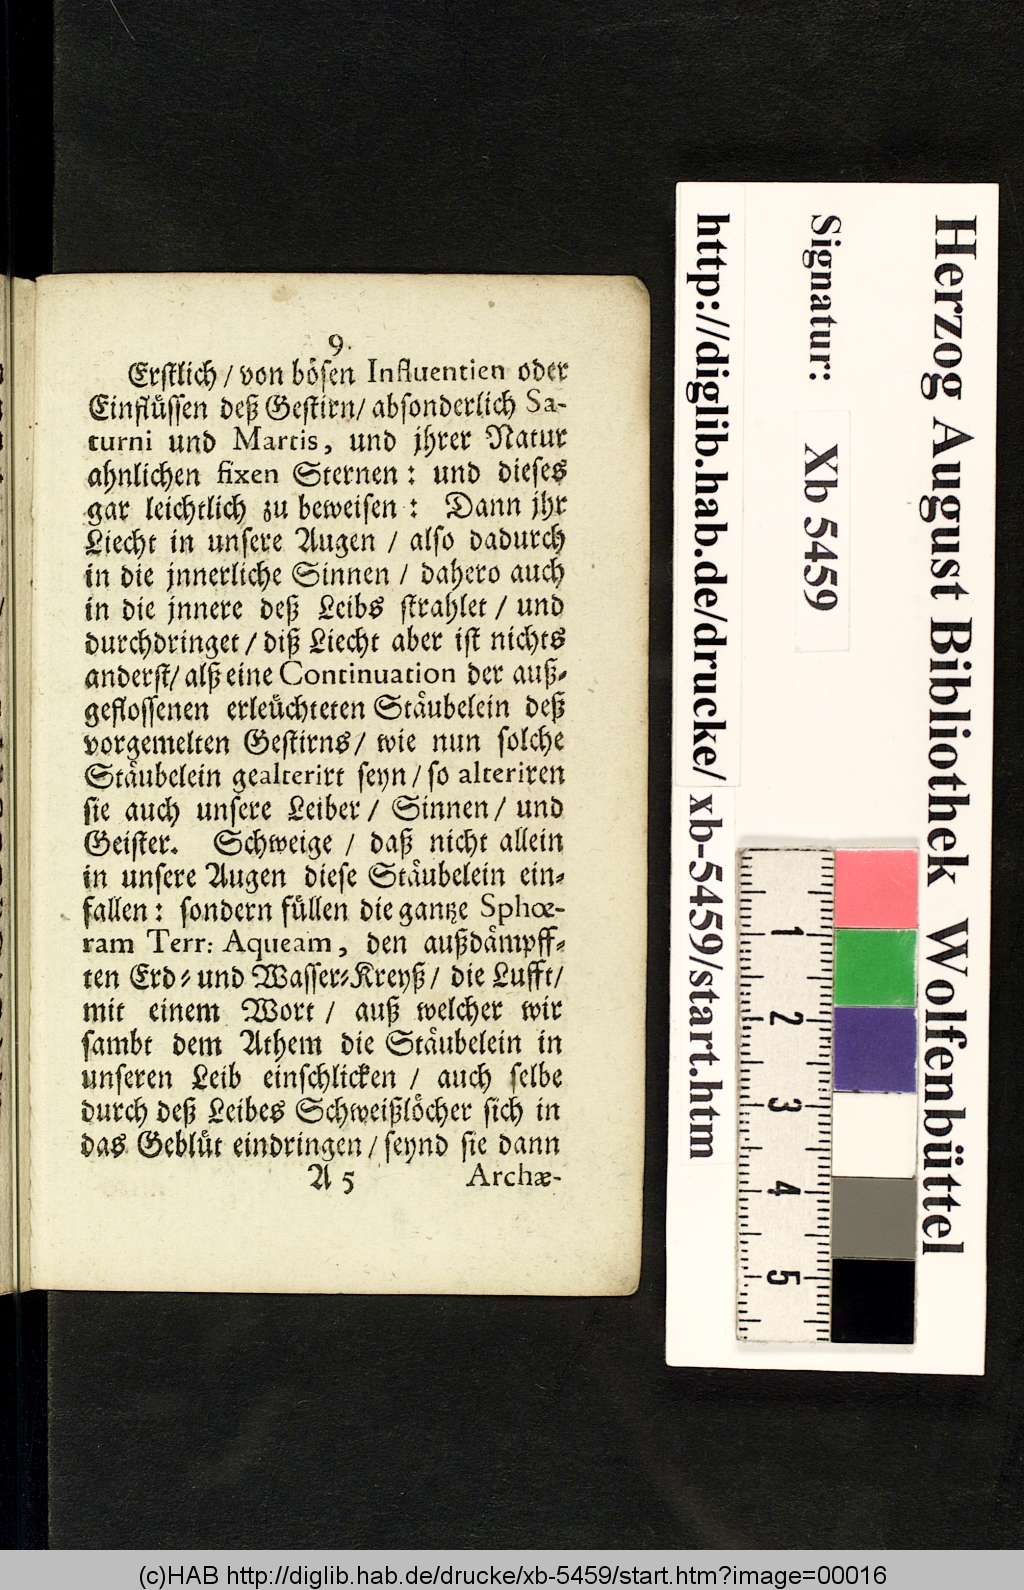 9.
Erstlich / von bösen Influentien oder
Einflüssen deß Gestirn/ absonderlich Sa-
turni und Martis, und jhrer Natur
ahnlichen fixen Sternen: und dieses
gar leichtlich zu beweisen: Dann jhr
Liecht in unsere Augen / also dadurch
in die jnnerliche Sinnen / dahero auch
in die jnnere deß Leibs strahlet / und
durchdringet / diß Liecht aber ist nichts
anderst/ alß eine Continuation der auß-
geflossenen erleüchteten Stäubelein deß
vorgemelten Gestirns / wie nun solche
Stäubelein gealterirt seyn / so alteriren
sie auch unsere Leiber / Sinnen / und
Geister. Schweige / daß nicht allein
in unsere Augen diese Stäubelein ein-
fallen: sondern füllen die gantze Sphœ-
ram Terr: Aqueam, den außdämpff-
ten Erd- und Wasser-Kreyß / die Lufft/
mit einem Wort / auß welcher wir
sambt dem Athem die Stäubelein in
unseren Leib einschlicken / auch selbe
durch deß Leibes Schweißlöcher sich in
das Geblüt eindringen / seynd sie dann
A 5 Archæ-
Herzog August Bibliothek Wolfenbüttel
Signatur: Xb 5459
http://diglib.hab.de/drucke/xb-5459/start.htm
1
2
3
4
5
(c)HAB http://diglib.hab.de/drucke/xb-5459/start.htm?image=00016